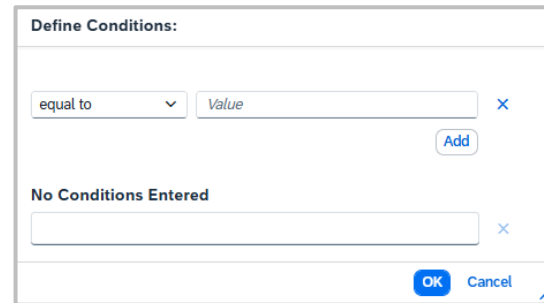 Define Conditions:
equal to Value
Add
No Conditions Entered
OK Cancel